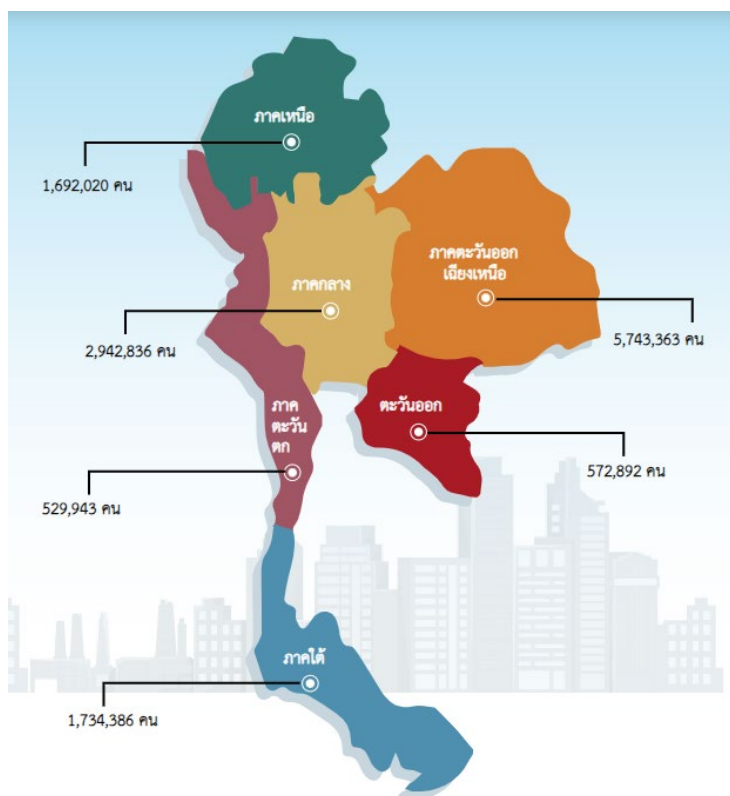 ภาคเหนือ
1,692,020 คน
ภาคตะวันออก
เฉียงเหนือ
ภาคกลาง
2,942,836 คน
5,743,363 คน
ภาค
ตะวัน
ตก
ตะวันออก
529,943 คน
572,892 คน
ภาคใต้
1,734,386 คน